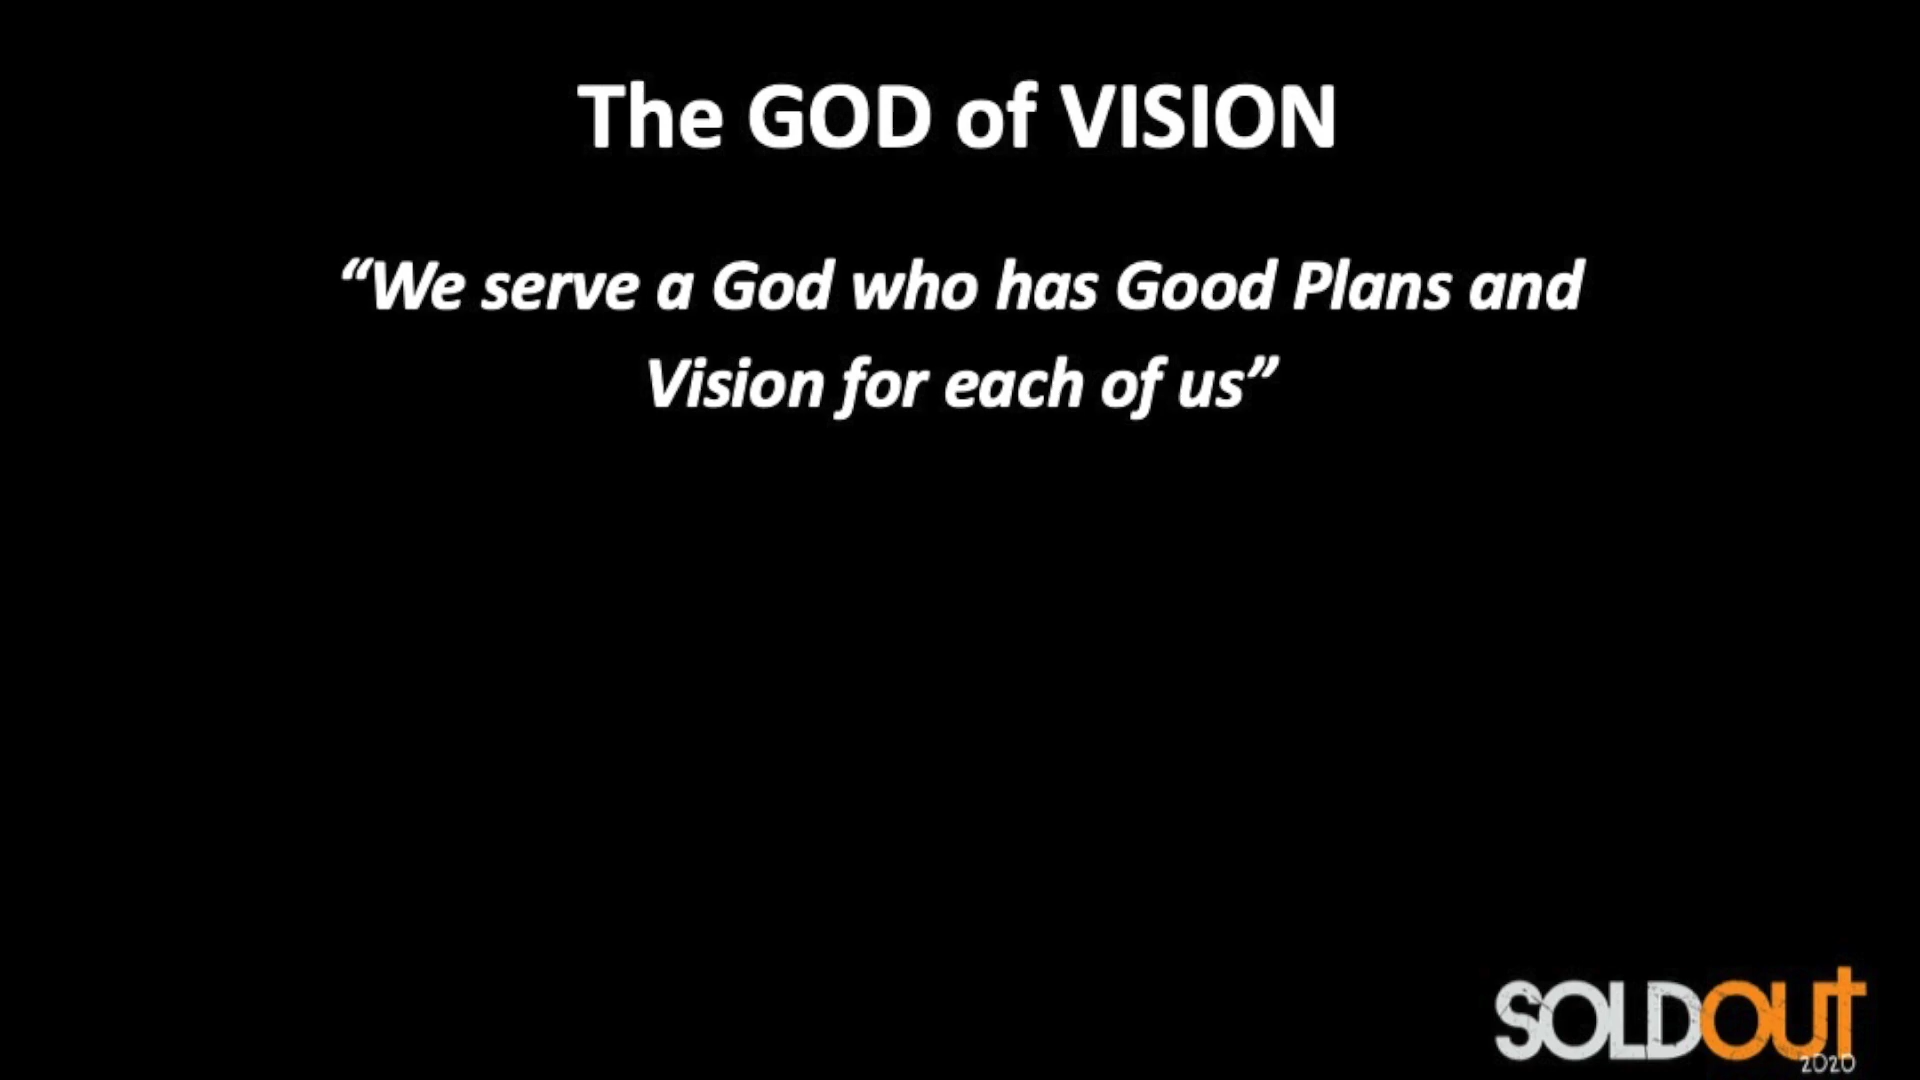 The GOD of VISION
“We serve a God who has Good Plans and
Vision for each of us”
SOLDOUt
2020